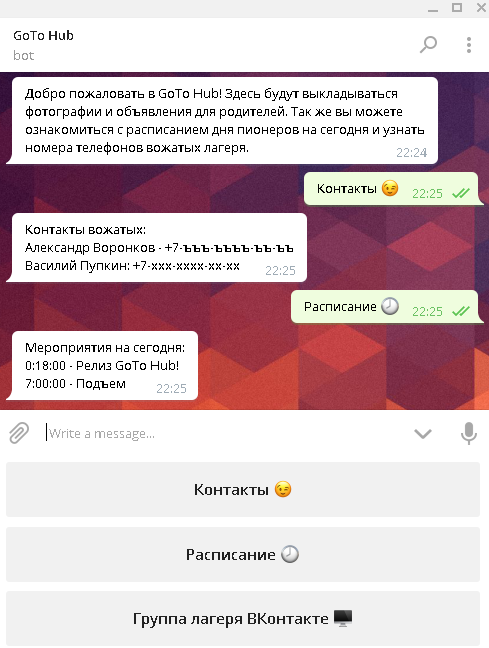 GoTo Hub
bot
Добро пожаловать в GoTo Hub! Здесь будут выкладываться
фотографии и объявления для родителей. Так же вы можете
ознакомиться с расписанием дня пионеров на сегодня и узнать
номера телефонов вожатых лагеря.
22:24
Контакты 😉 22:25
Контакты вожатых:
Александр Воронков - +7-ъъъ-ъъъъ-ъъ-ъъ
Василий Пупкин: +7-xxx-xxxx-xx-xx 22:25
Расписание 🕗 22:25
Мероприятия на сегодня:
0:18:00 - Релиз GoTo Hub!
7:00:00 - Подъем 22:25
Write a message...
Контакты 😉
Расписание 🕗
Группа лагеря ВКонтакте 🖥